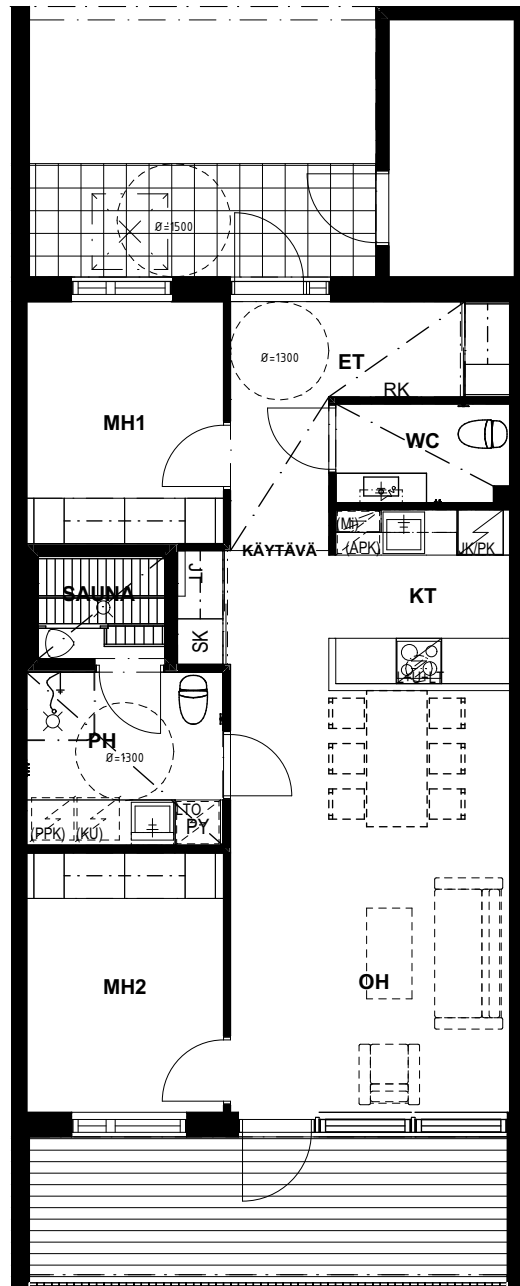 Ø=1500
Ø=1300
ET
RK
MH1
WC
(MI)
(APK)
JK/PK
KÄYTÄVÄ
JT
SAUNA
KT
SK
PH
Ø=1300
LTO
PY
(PPK)
(KU)
MH2
OH